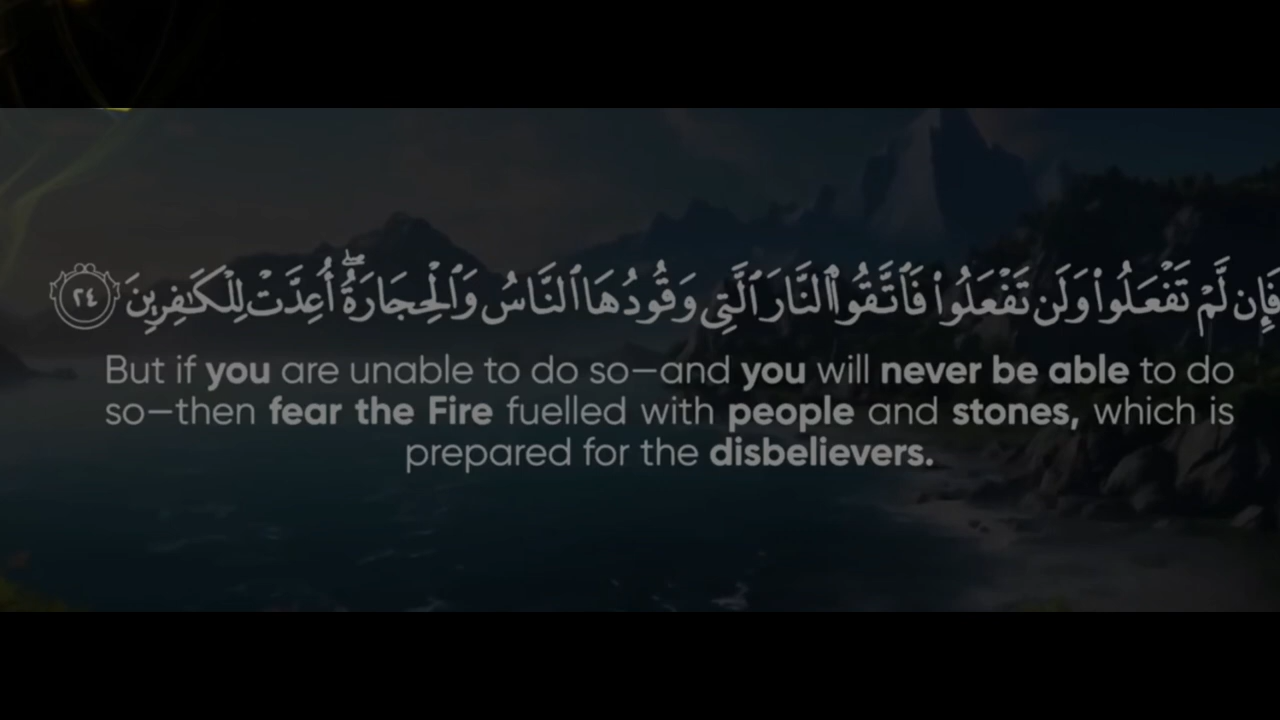 فَإِن لَّمْ تَفْعَلُوا۟ وَلَن تَفْعَلُوا۟ فَٱتَّقُوا۟ ٱلنَّارَ ٱلَّتِى وَقُودُهَا ٱلنَّاسُ وَٱلْحِجَارَةُ ۖ أُعِدَّتْ لِلْكَـٰفِرِينَ ٢٤
But if you are unable to do so—and you will never be able to do
so—then fear the Fire fuelled with people and stones, which is
prepared for the disbelievers.